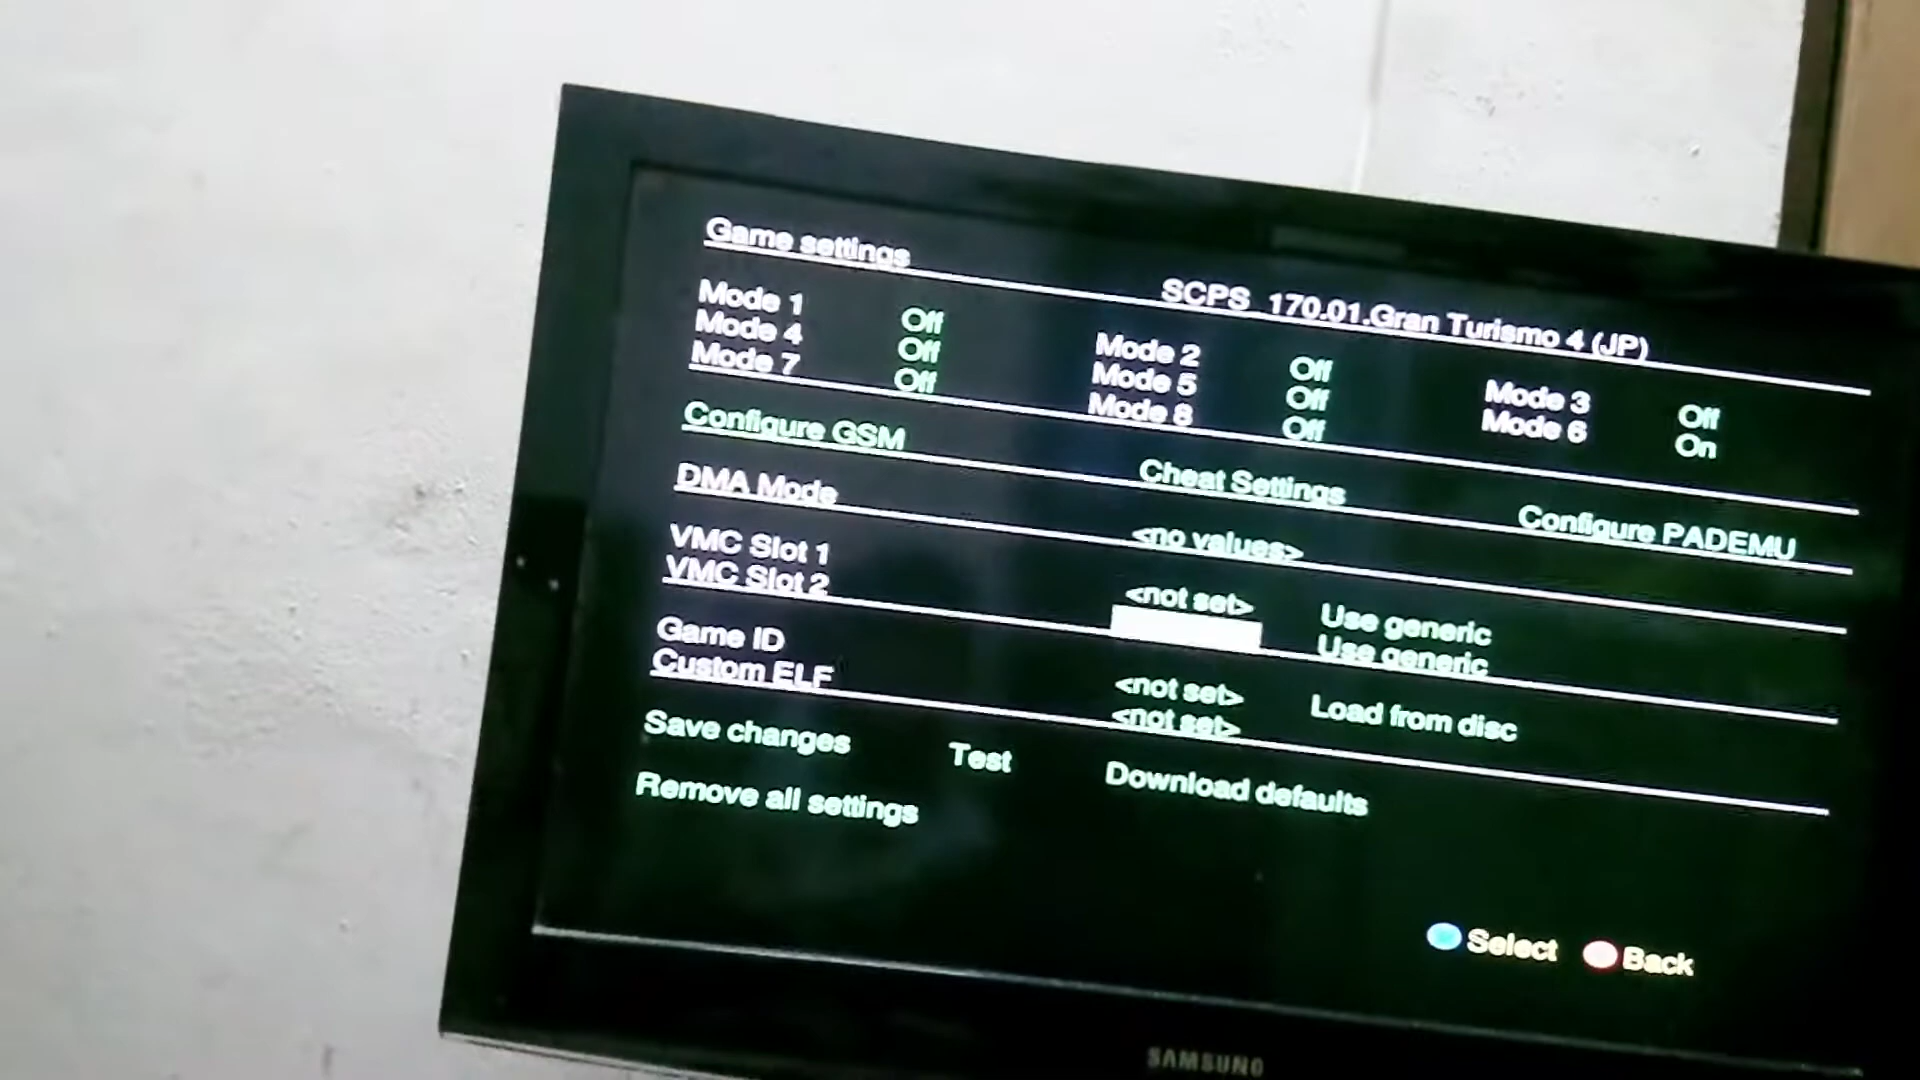 Game settings SCPS_170.01.Gran Turismo 4 (JP)
Mode 1 Off Mode 2 Off Mode 3 Off
Mode 4 Off Mode 5 Off Mode 6 On
Mode 7 Off Mode 8 Off
Configure GSM Cheat Settings Configure PADEMU
DMA Mode <no values>
VMC Slot 1 <not set> Use generic
VMC Slot 2 Use generic
Game ID <not set> Load from disc
Custom ELF <not set>
Save changes Test Download defaults
Remove all settings
Select Back
SAMSUNG